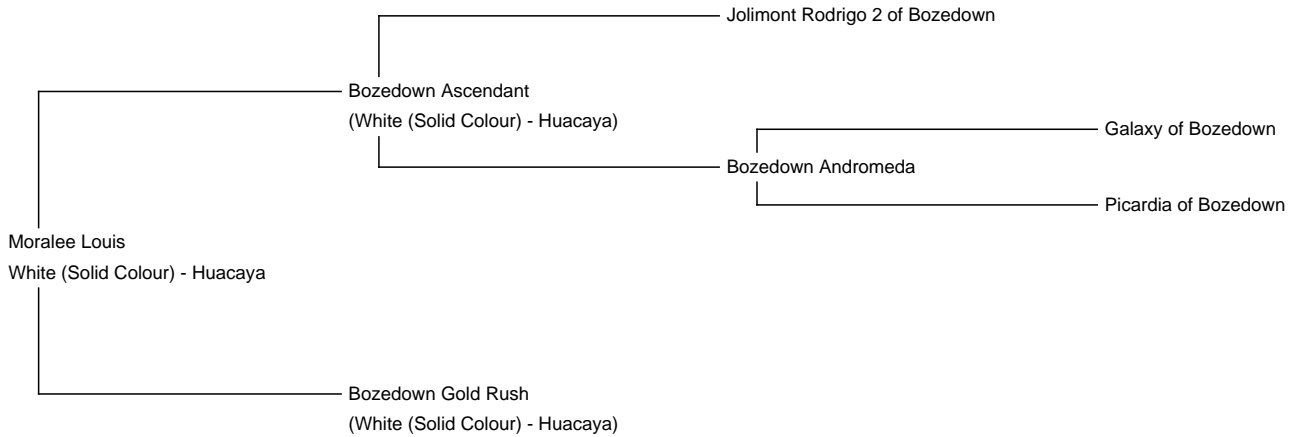 Jolimont Rodrigo 2 of Bozedown
Bozedown Ascendant
(White (Solid Colour) - Huacaya)
Galaxy of Bozedown
Bozedown Andromeda
Picardia of Bozedown
Moralee Louis
White (Solid Colour) - Huacaya
Bozedown Gold Rush
(White (Solid Colour) - Huacaya)